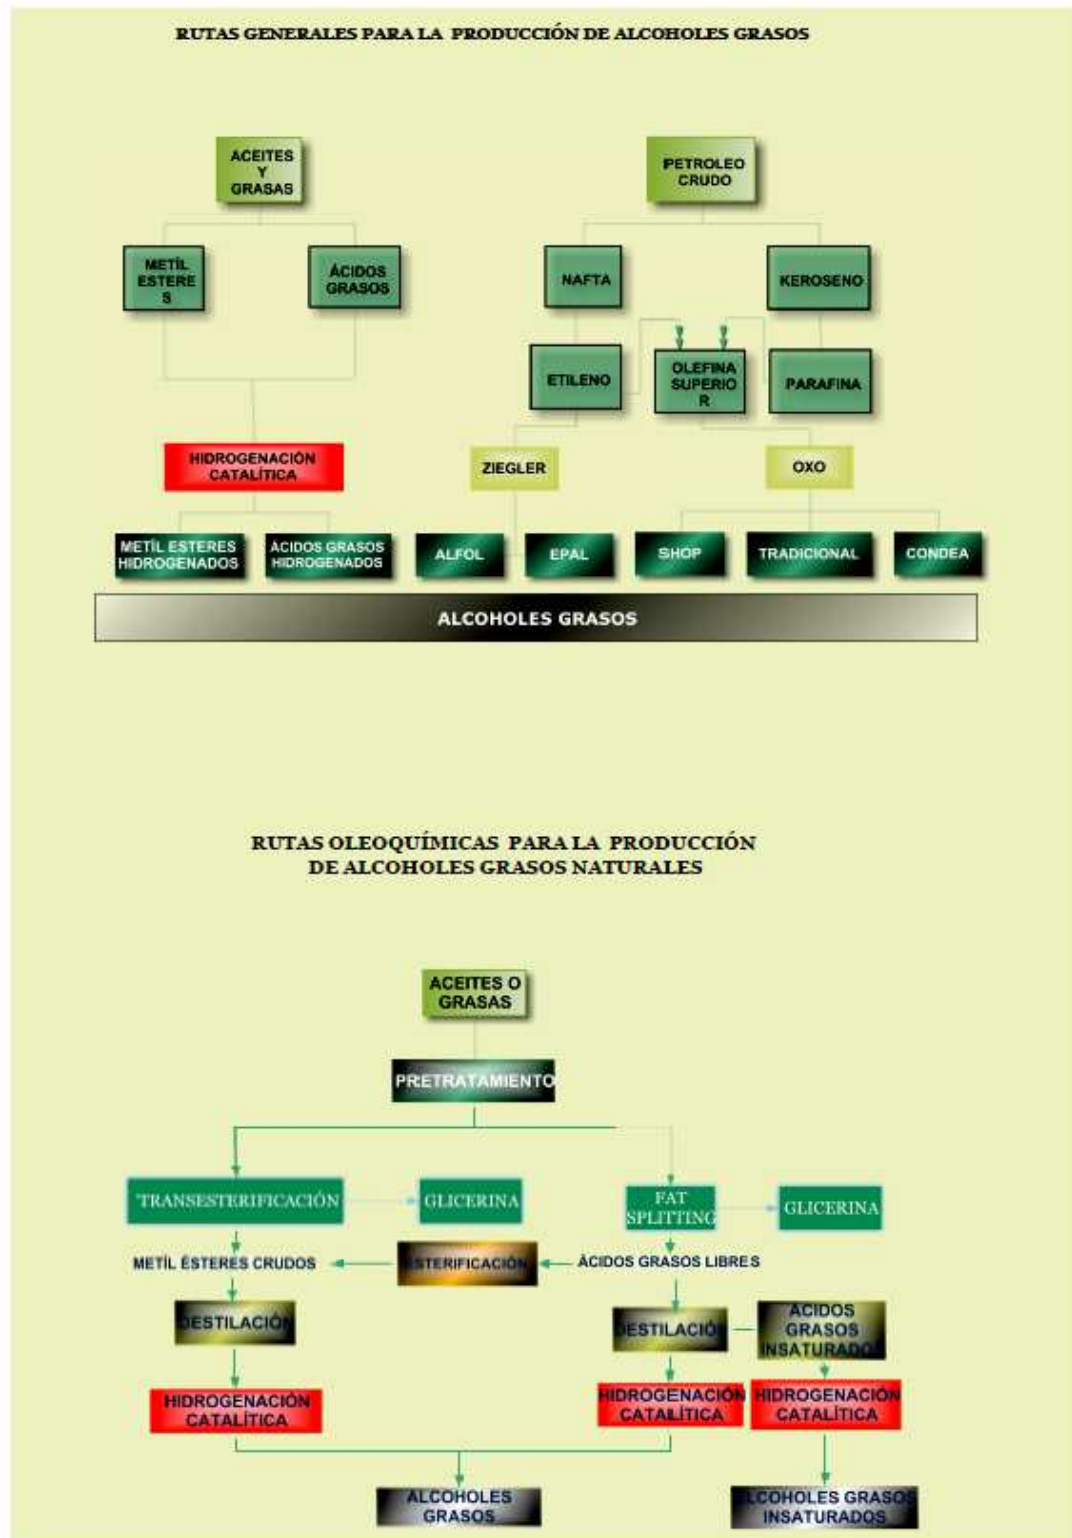 RUTAS GENERALES PARA LA PRODUCCIÓN DE ALCOHOLES GRASOS
ACEITES
Y
GRASAS
PETROLEO
CRUDO
METÍL
ESTERE
S
ÁCIDOS
GRASOS
NAFTA
KEROSENO
ETILENO
OLEFINA
SUPERIO
R
PARAFINA
HIDROGENACIÓN
CATALÍTICA
ZIEGLER
OXO
METÍL ESTERES
HIDROGENADOS
ÁCIDOS GRASOS
HIDROGENADOS
ALFOL
EPAL
SHOP
TRADICIONAL
CONDEA
ALCOHOLES GRASOS
RUTAS OLEOQUÍMICAS PARA LA PRODUCCIÓN
DE ALCOHOLES GRASOS NATURALES
ACEITES O
GRASAS
PRETRATAMIENTO
TRANSESTERIFICACIÓN
GLICERINA
FAT
SPLITTING
GLICERINA
METÍL ÉSTERES CRUDOS
ESTERIFICACIÓN
ÁCIDOS GRASOS LIBRES
DESTILACIÓN
DESTILACIÓN
ÁCIDOS
GRASOS
INSATURADOS
HIDROGENACIÓN
CATALÍTICA
HIDROGENACIÓN
CATALÍTICA
HIDROGENACIÓN
CATALÍTICA
ALCOHOLES
GRASOS
ALCOHOLES GRASOS
INSATURADOS